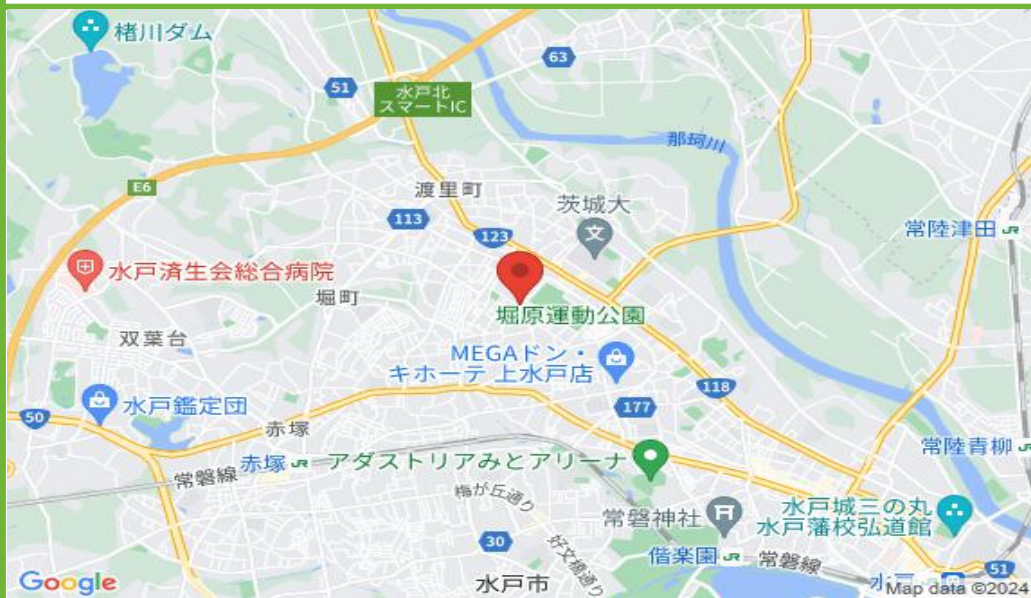 楮川ダム
63
51
水戸北
スマートIC
那珂川
E6
渡里町
茨城大
113
文
123
常陸津田 JR
水戸済生会総合病院
堀町
堀原運動公園
双葉台
MEGAドン・
キホーテ 上水戸店
118
水戸鑑定団
177
50
赤塚
常陸青柳 JR
赤塚 JR
アダストリアみとアリーナ
常磐線
梅が丘通り
水戸城三の丸
水戸藩校弘道館
常磐神社
30
好文橋通り
偕楽園 JR
常磐線
51
Google
水戸市
水戸
Map data ©2024